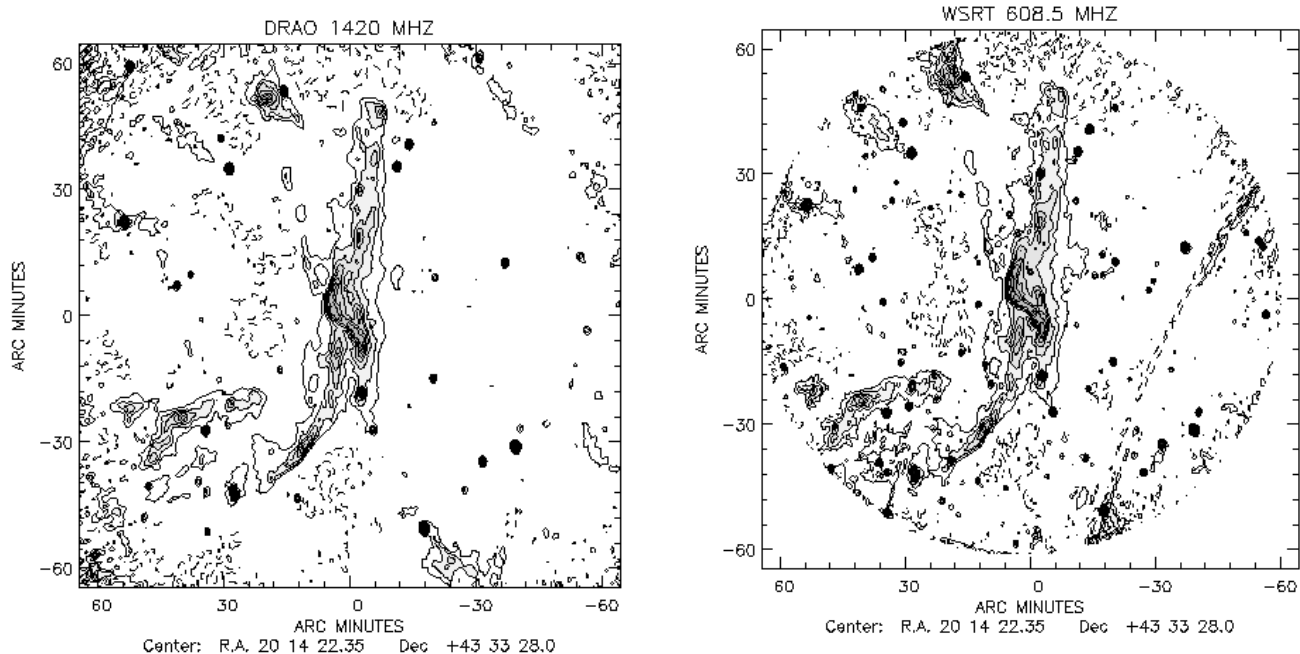 DRAO 1420 MHZ
60
30
0
−30
−60
ARC MINUTES
60 30 0 −30 −60
ARC MINUTES
Center: R.A. 20 14 22.35 Dec +43 33 28.0
WSRT 608.5 MHZ
60
30
0
−30
−60
ARC MINUTES
60 30 0 −30 −60
ARC MINUTES
Center: R.A. 20 14 22.35 Dec +43 33 28.0